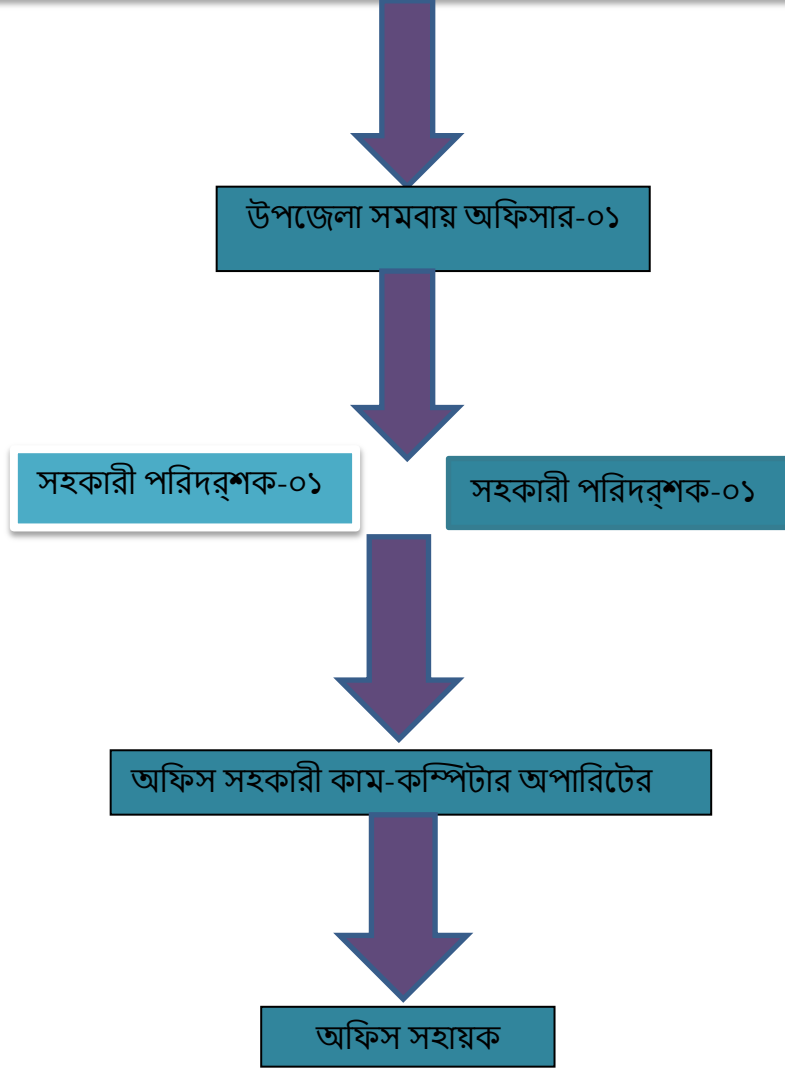 উপজেলা সমবায় অফিসার-০১
সহকারী পরিদর্‌শক-০১
সহকারী পরিদর্‌শক-০১
অফিস সহকারী কাম-কম্পিটার অপারিটের
অফিস সহায়ক